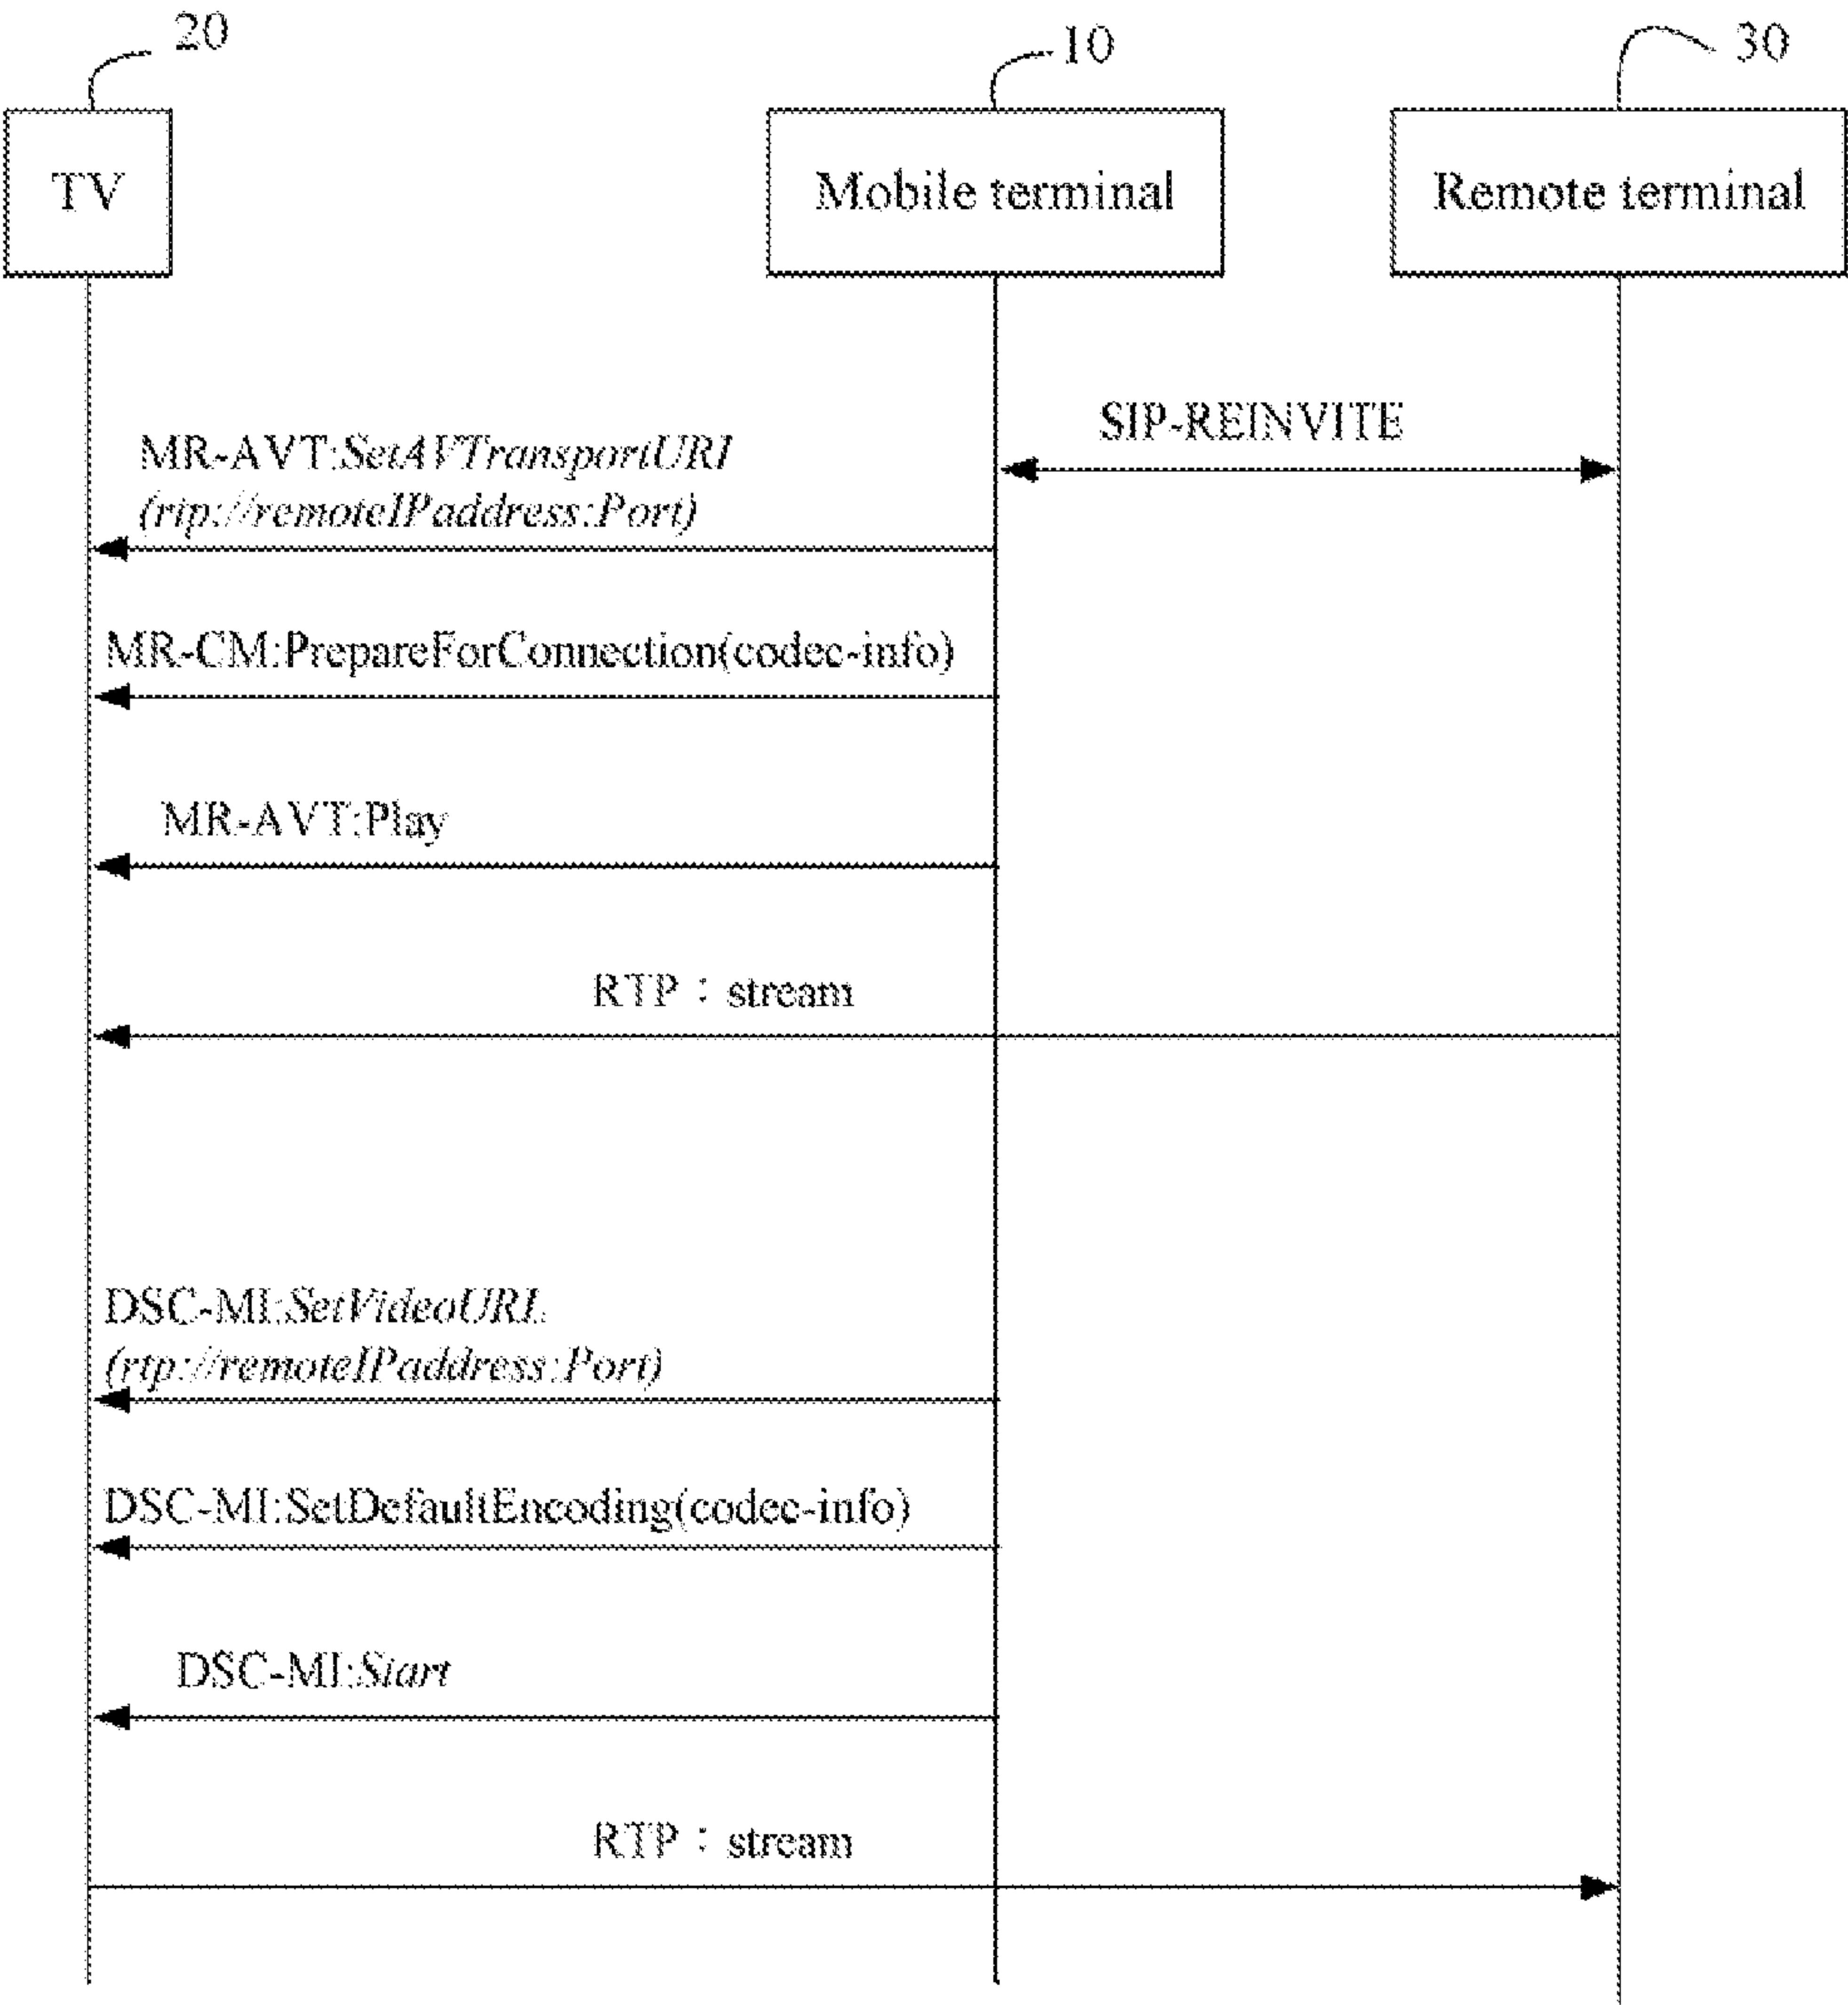 20
10
30
TV
Mobile terminal
Remote terminal
SIP-REINVITE
MR-AVT:SetAVTransportURI
(rtp://remoteIPaddress:Port)
MR-CM:PrepareForConnection(codec-info)
MR-AVT:Play
RTP:stream
DSC-MI:SetVideoURL
(rtp://remoteIPaddress:Port)
DSC-MI:SetDefaultEncoding(codec-info)
DSC-MI:Start
RTP:stream